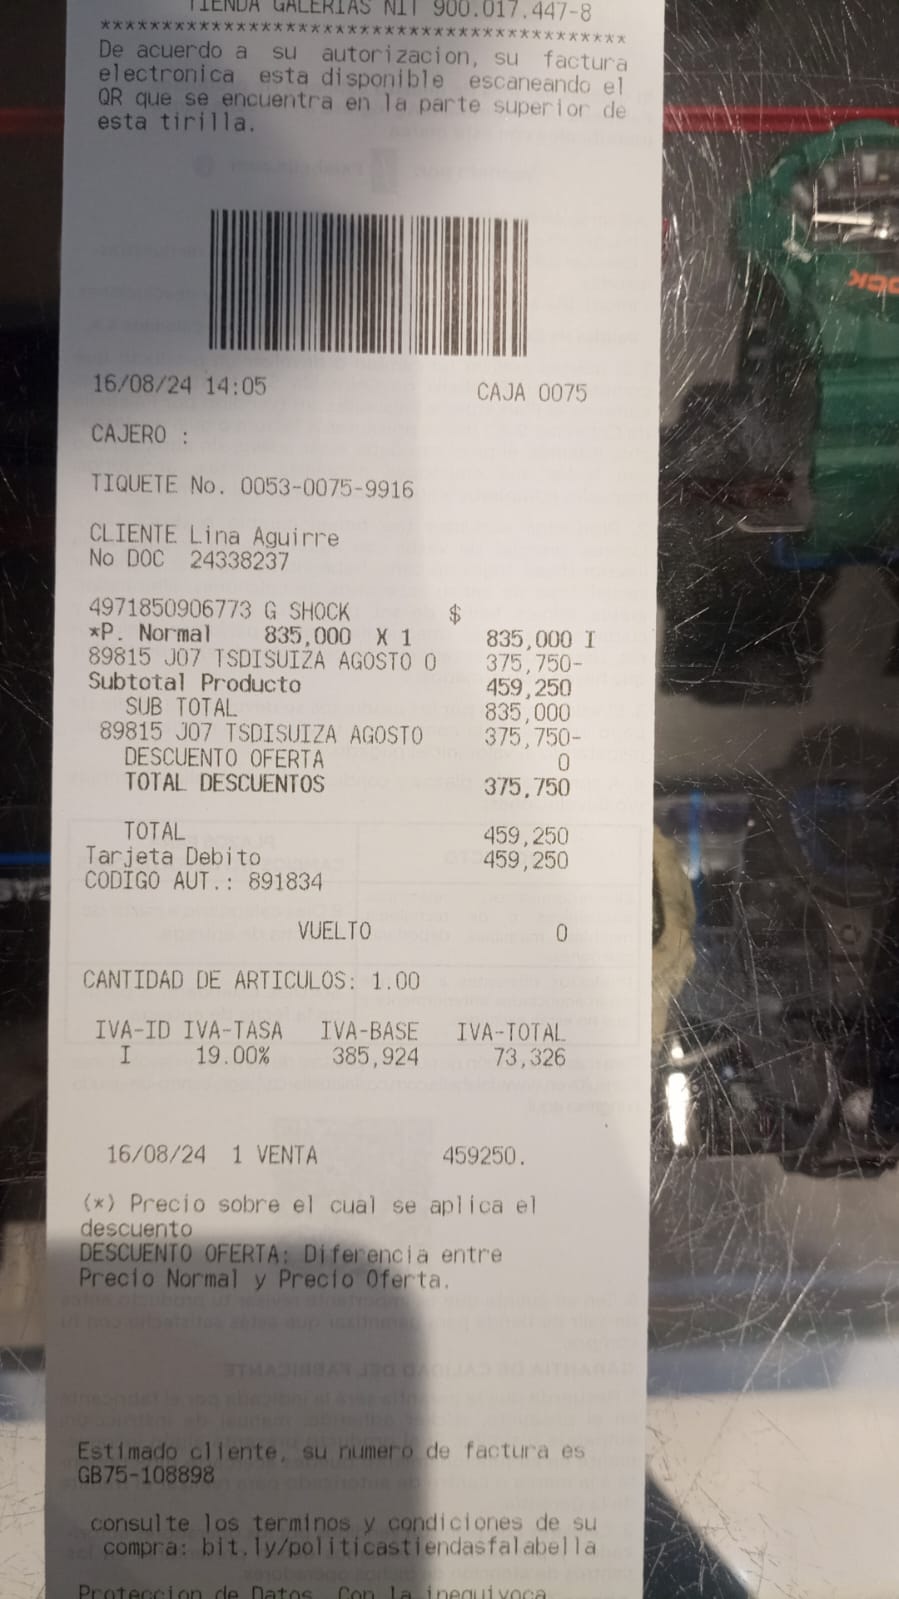 TIENDA GALERIAS NIT 900.017.447-8
******************************************
De acuerdo a su autorizacion, su factura
electronica esta disponible escaneando el
QR que se encuentra en la parte superior de
esta tirilla.
16/08/24 14:05 CAJA 0075
CAJERO :
TIQUETE No. 0053-0075-9916
CLIENTE Lina Aguirre
No DOC 24338237
4971850906773 G SHOCK $
*P. Normal 835,000 X 1 835,000 I
89815 J07 TSDISUIZA AGOSTO O 375,750-
Subtotal Producto 459,250
SUB TOTAL 835,000
89815 J07 TSDISUIZA AGOSTO 375,750-
DESCUENTO OFERTA 0
TOTAL DESCUENTOS 375,750
TOTAL 459,250
Tarjeta Debito 459,250
CODIGO AUT.: 891834
VUELTO 0
CANTIDAD DE ARTICULOS: 1.00
IVA-ID IVA-TASA IVA-BASE IVA-TOTAL
I 19.00% 385,924 73,326
16/08/24 1 VENTA 459250.
(*) Precio sobre el cual se aplica el
descuento
DESCUENTO OFERTA: Diferencia entre
Precio Normal y Precio Oferta.
Estimado cliente, su numero de factura es
GB75-108898
consulte los terminos y condiciones de su
compra: bit.ly/politicastiendasfalabella
Proteccion de Datos. Con la inequivoca